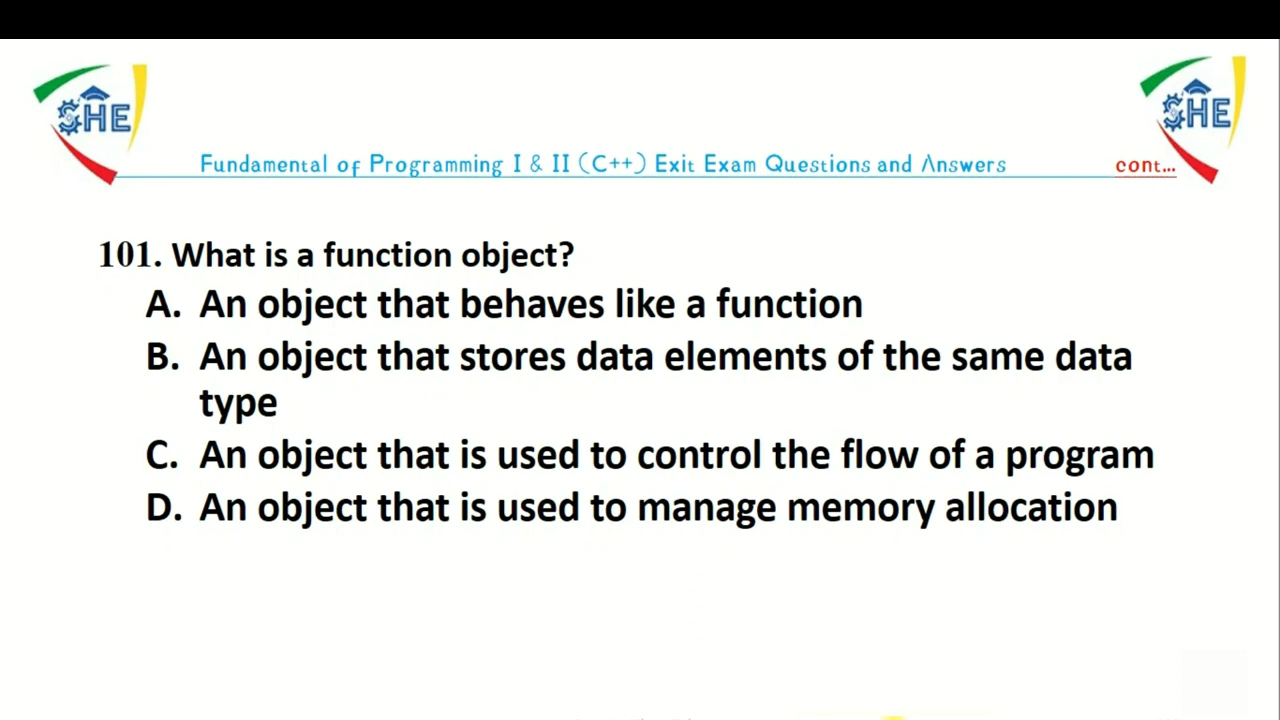 SHE
SHE
Fundamental of Programming I & II (C++) Exit Exam Questions and Answers cont...
101. What is a function object?
A. An object that behaves like a function
B. An object that stores data elements of the same data
type
C. An object that is used to control the flow of a program
D. An object that is used to manage memory allocation